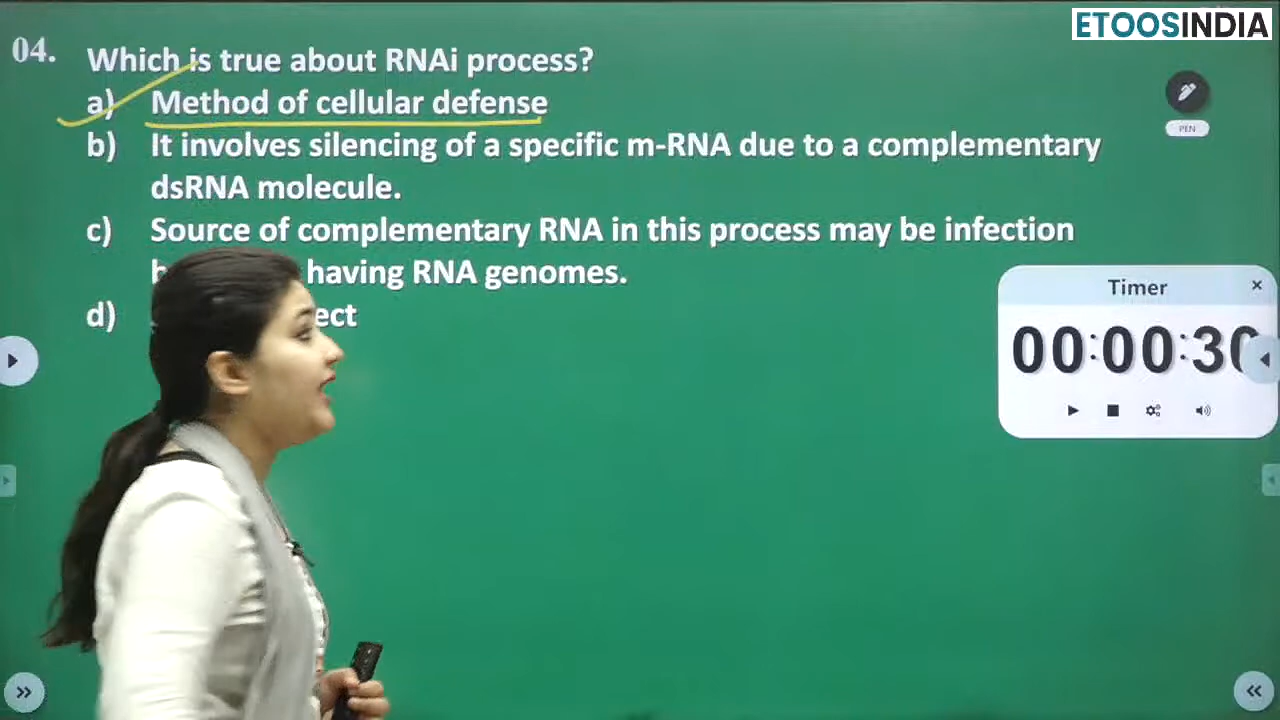 ETOOSINDIA
04. Which is true about RNAi process?
a) Method of cellular defense
b) It involves silencing of a specific m-RNA due to a complementary
dsRNA molecule.
c) Source of complementary RNA in this process may be infection
having RNA genomes.
d)
PEN
Timer
00:00:30